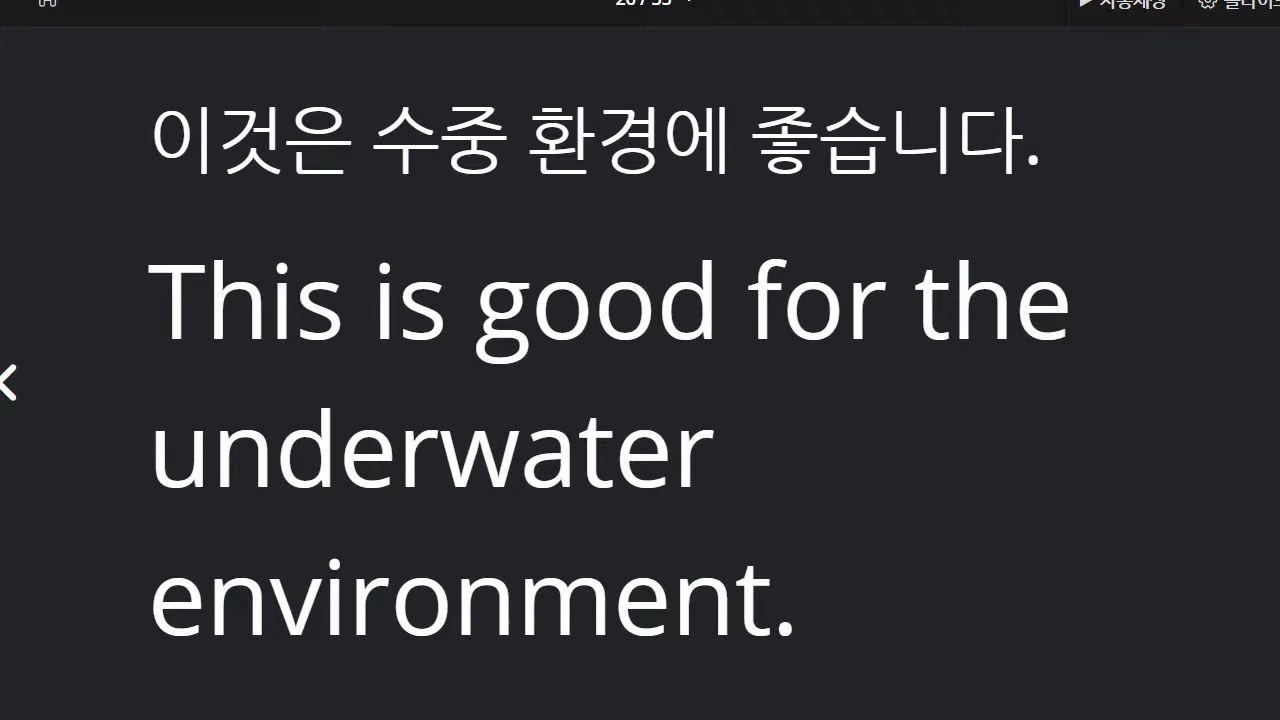 이것은 수중 환경에 좋습니다.
This is good for the
underwater
environment.